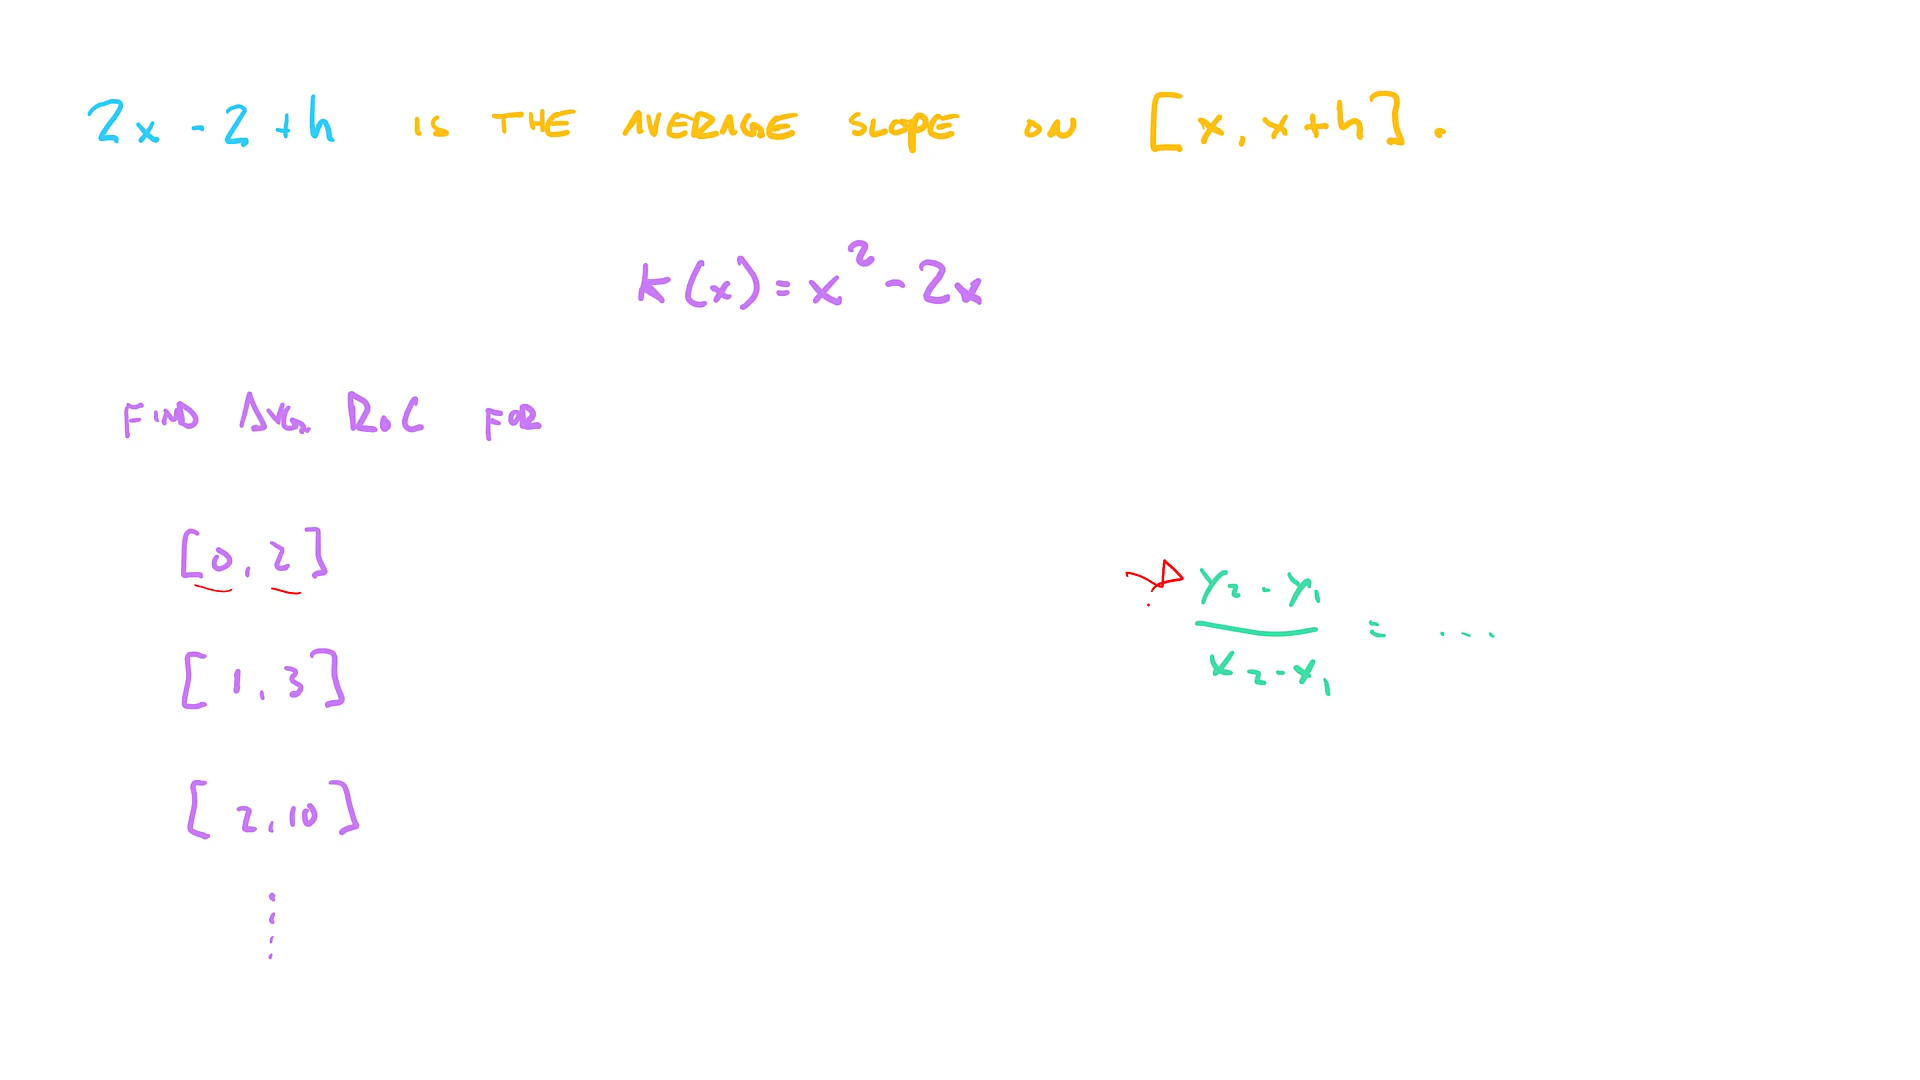 2x - 2 + h IS THE AVERAGE SLOPE ON [x, x+h].
k(x) = x² - 2x
FIND AVG. RoC FOR
[0, 2]
[1, 3]
[2, 10]
⋮
y₂ - y₁
x₂ - x₁ = ...